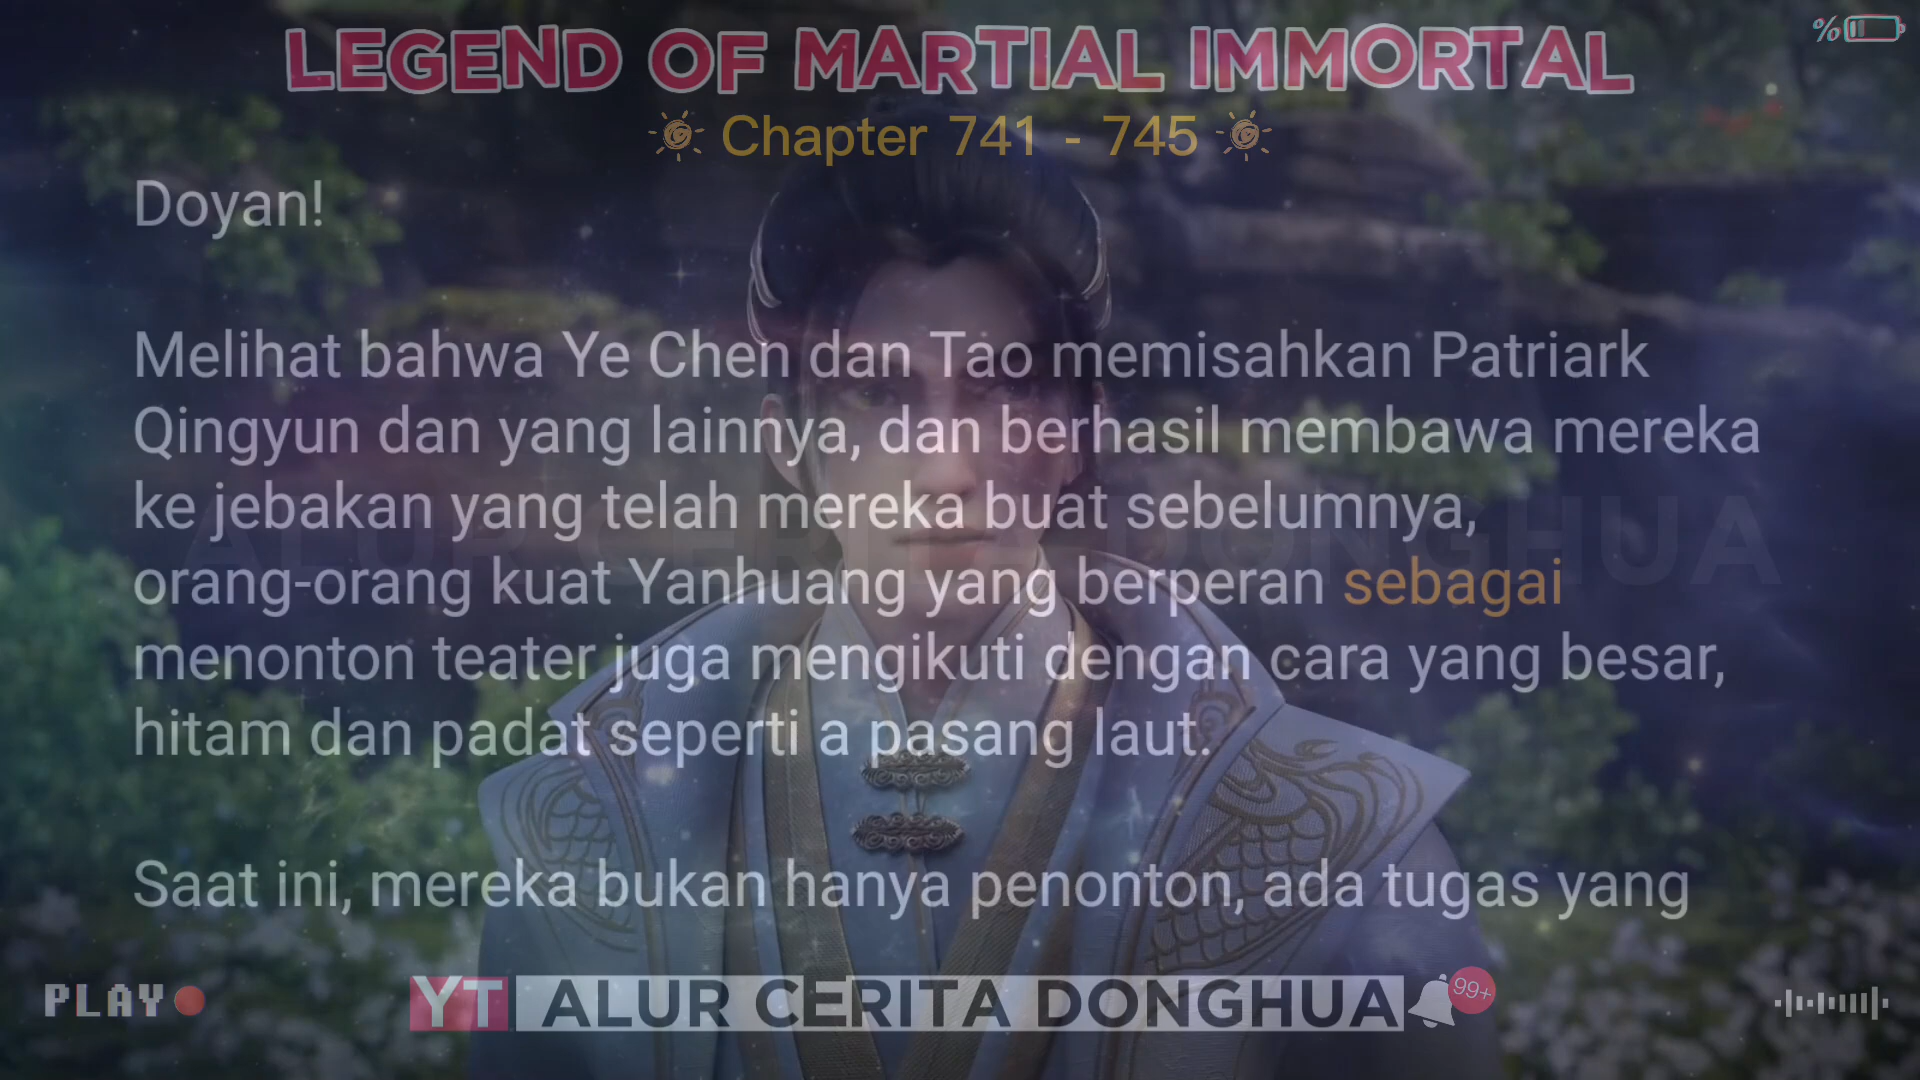 LEGEND OF MARTIAL IMMORTAL
%
Chapter 741 - 745
Doyan!
Melihat bahwa Ye Chen dan Tao memisahkan Patriark
Qingyun dan yang lainnya, dan berhasil membawa mereka
ke jebakan yang telah mereka buat sebelumnya,
ALUR CERITA DONGHUA
orang-orang kuat Yanhuang yang berperan sebagai
menonton teater juga mengikuti dengan cara yang besar,
hitam dan padat seperti a pasang laut.
Saat ini, mereka bukan hanya penonton, ada tugas yang
PLAY
YT ALUR CERITA DONGHUA 99+